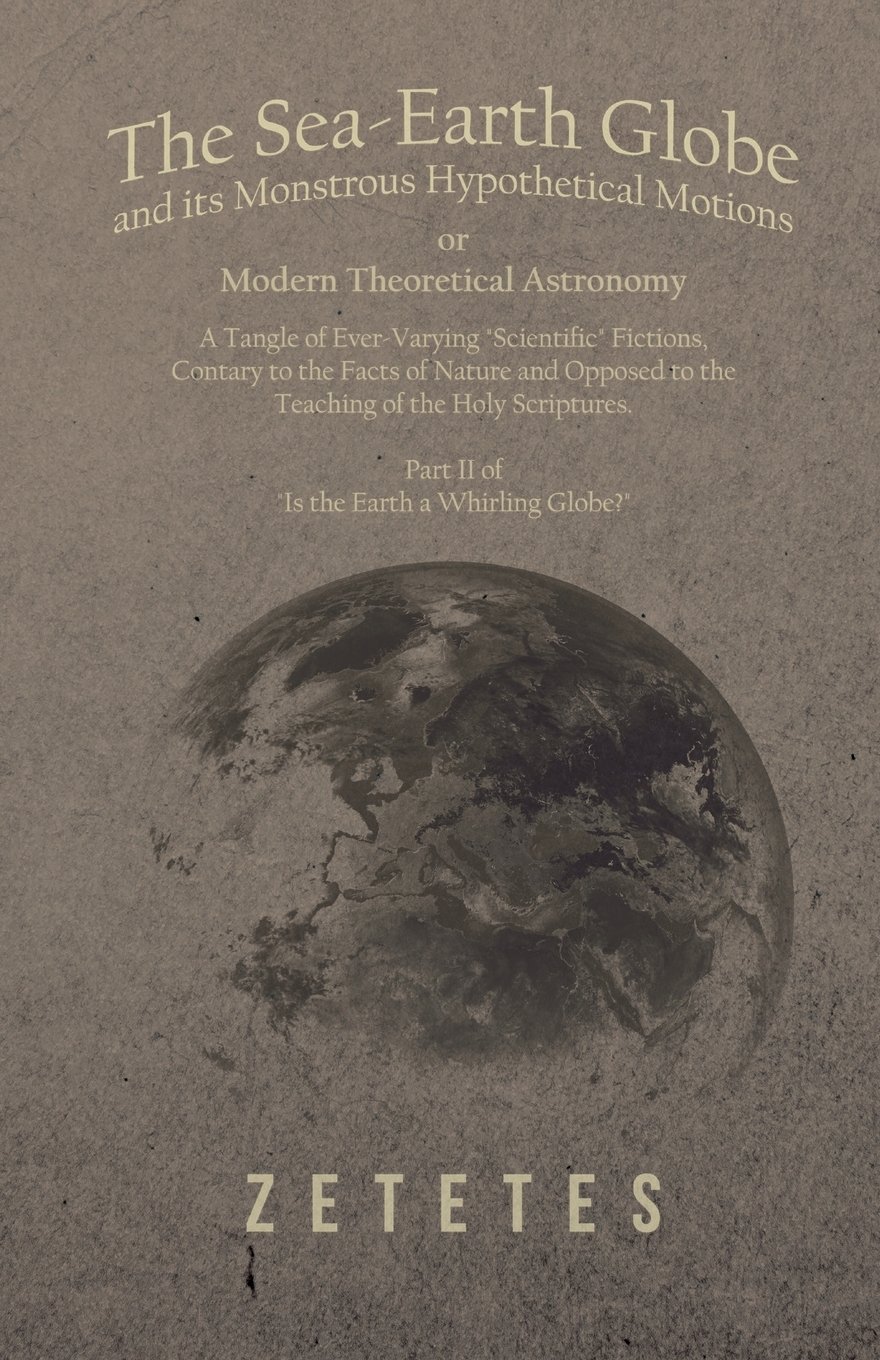 The Sea-Earth Globe
and its Monstrous Hypothetical Motions
or
Modern Theoretical Astronomy
A Tangle of Ever-Varying "Scientific" Fictions,
Contary to the Facts of Nature and Opposed to the
Teaching of the Holy Scriptures.
Part II of
"Is the Earth a Whirling Globe?"
ZETETES